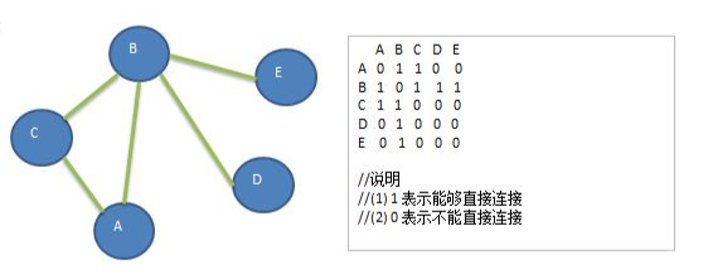 B
E
C
D
A
A B C D E
A 0 1 1 0 0
B 1 0 1 1 1
C 1 1 0 0 0
D 0 1 0 0 0
E 0 1 0 0 0
//说明
//(1) 1 表示能够直接连接
//(2) 0 表示不能直接连接